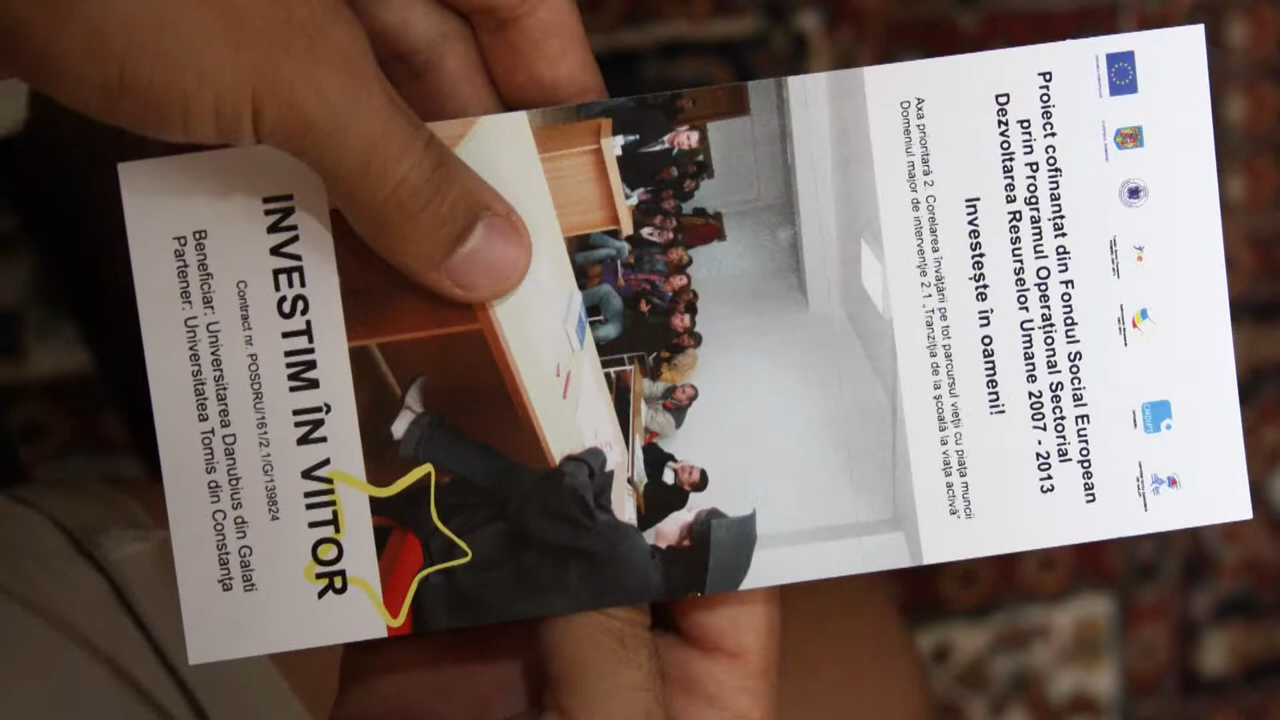 Proiect cofinanțat din Fondul Social European
prin Programul Operațional Sectorial
Dezvoltarea Resurselor Umane 2007 - 2013
Investește în oameni!
Axa prioritară 2. Corelarea învățării pe tot parcursul vieții cu piața muncii
Domeniul major de intervenție 2.1 „Tranziția de la școală la viața activă"
INVESTIM ÎN VIITOR
Contract nr. POSDRU/161/2.1/G/139824
Beneficiar: Universitarea Danubius din Galati
Partener: Universitatea Tomis din Constanța